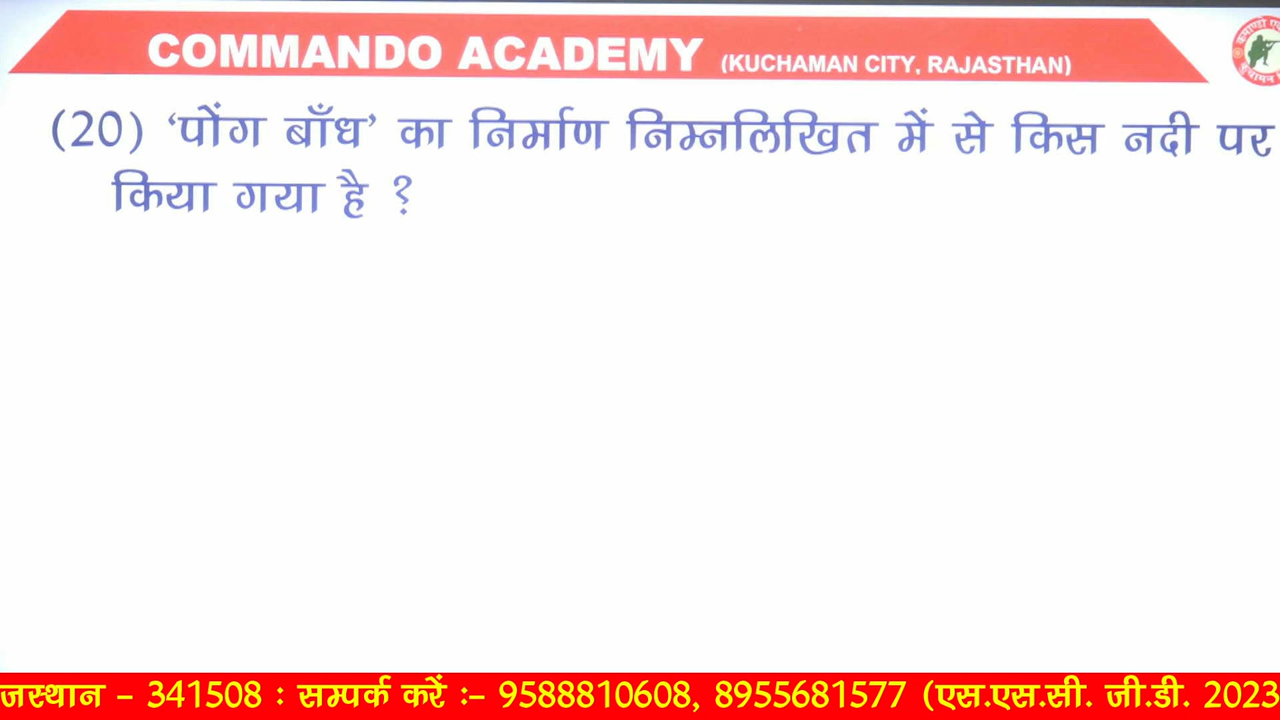 COMMANDO ACADEMY (KUCHAMAN CITY, RAJASTHAN)
(20) ‘पोंग बाँध’ का निर्माण निम्नलिखित में से किस नदी पर
किया गया है ?
जस्थान – 341508 : सम्पर्क करें :– 9588810608, 8955681577 (एस.एस.सी. जी.डी. 2023